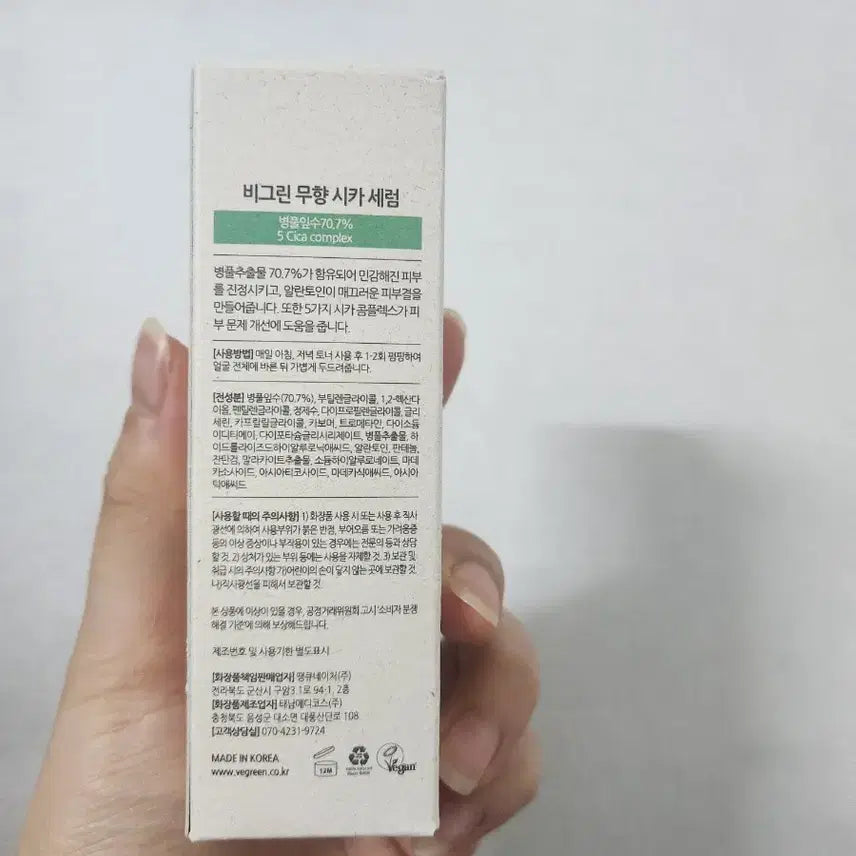 비그린 무향 시카 세럼
병풀잎수70.7%
5 Cica complex
병풀추출물 70.7%가 함유되어 민감해진 피부
를 진정시키고, 알란토인이 매끄러운 피부결을
만들어줍니다. 또한 5가지 시카 콤플렉스가 피
부 문제 개선에 도움을 줍니다.
[사용방법] 매일 아침, 저녁 토너 사용 후 1-2회 펌핑하여
얼굴 전체에 바른 뒤 가볍게 두드려줍니다.
[전성분] 병풀잎수(70.7%), 부틸렌글라이콜, 1,2-헥산다
이올, 펜틸렌글라이콜, 정제수, 다이프로필렌글라이콜, 글리
세린, 카프릴릴글라이콜, 카보머, 트로메타민, 다이소듐
이디티에이, 다이포타슘글리시리제이트, 병풀추출물, 하
이드롤라이즈드하이알루로닉애씨드, 알란토인, 판테놀,
잔탄검, 말라카이트추출물, 소듐하이알루로네이트, 마데
카소사이드, 아시아티코사이드, 마데카식애씨드, 아시아
틱애씨드
[사용할 때의 주의사항] 1) 화장품 사용 시 또는 사용 후 직사
광선에 의하여 사용부위가 붉은 반점, 부어오름 또는 가려움증
등의 이상 증상이나 부작용이 있는 경우에는 전문의 등과 상담
할 것. 2) 상처가 있는 부위 등에는 사용을 자제할 것. 3) 보관 및
취급 시의 주의사항 가)어린이의 손이 닿지 않는 곳에 보관할 것.
나)직사광선을 피해서 보관할 것.
본 상품에 이상이 있을 경우, 공정거래위원회 고시 '소비자 분쟁
해결 기준'에 의해 보상해드립니다.
제조번호 및 사용기한 별도표시
[화장품책임판매업자] 땡큐네이처(주)
전라북도 군산시 구암3.1로 94-1, 2층
[화장품제조업자] 태남메디코스(주)
충청북도 음성군 대소면 대풍산단로 108
[고객상담실] 070-4231-9724
MADE IN KOREA
www.vegreen.co.kr
12M
Vegan